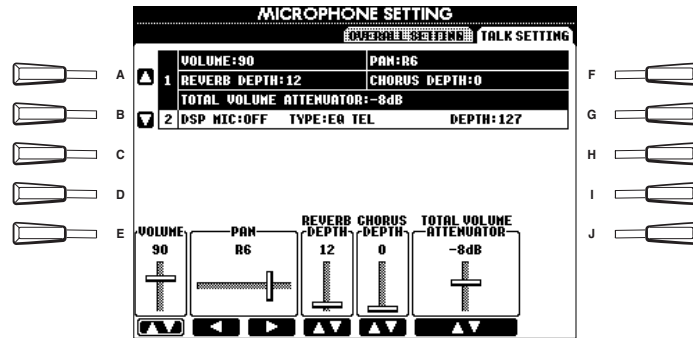 MICROPHONE SETTING
OVERALL SETTING TALK SETTING
VOLUME:90 PAN:R6
1 REVERB DEPTH:12 CHORUS DEPTH:0
TOTAL VOLUME ATTENUATOR:-8dB
2 DSP MIC:OFF TYPE:EQ TEL DEPTH:127
A
B
C
D
E
F
G
H
I
J
VOLUME PAN REVERB DEPTH CHORUS DEPTH TOTAL VOLUME ATTENUATOR
90 R6 12 0 -8dB